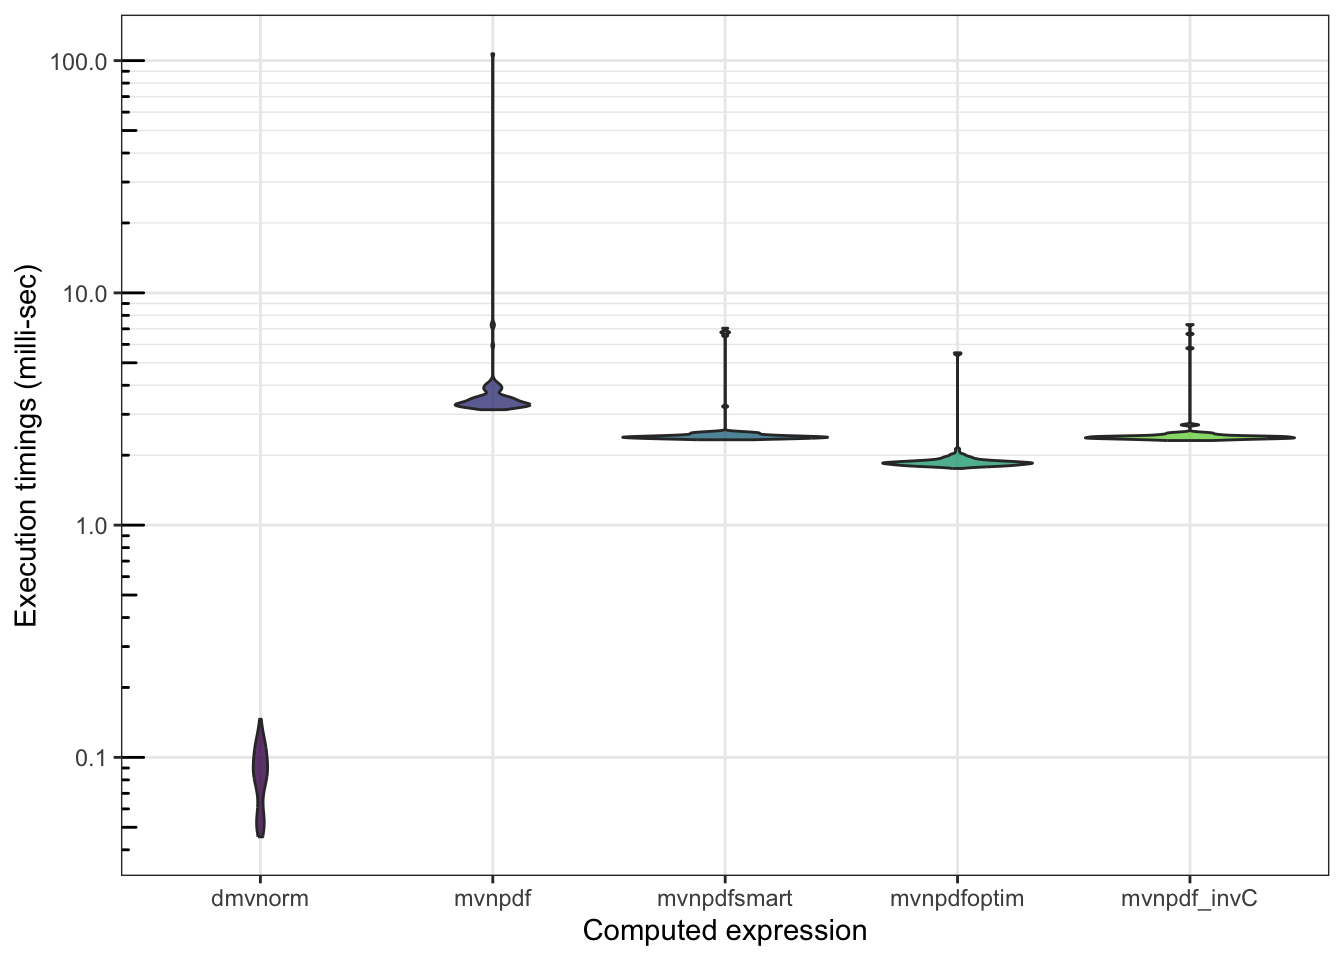 Execution timings (milli-sec)
100.0
10.0
1.0
0.1
dmvnorm
mvnpdf
mvnpdfsmart
mvnpdfoptim
mvnpdf_invC
Computed expression